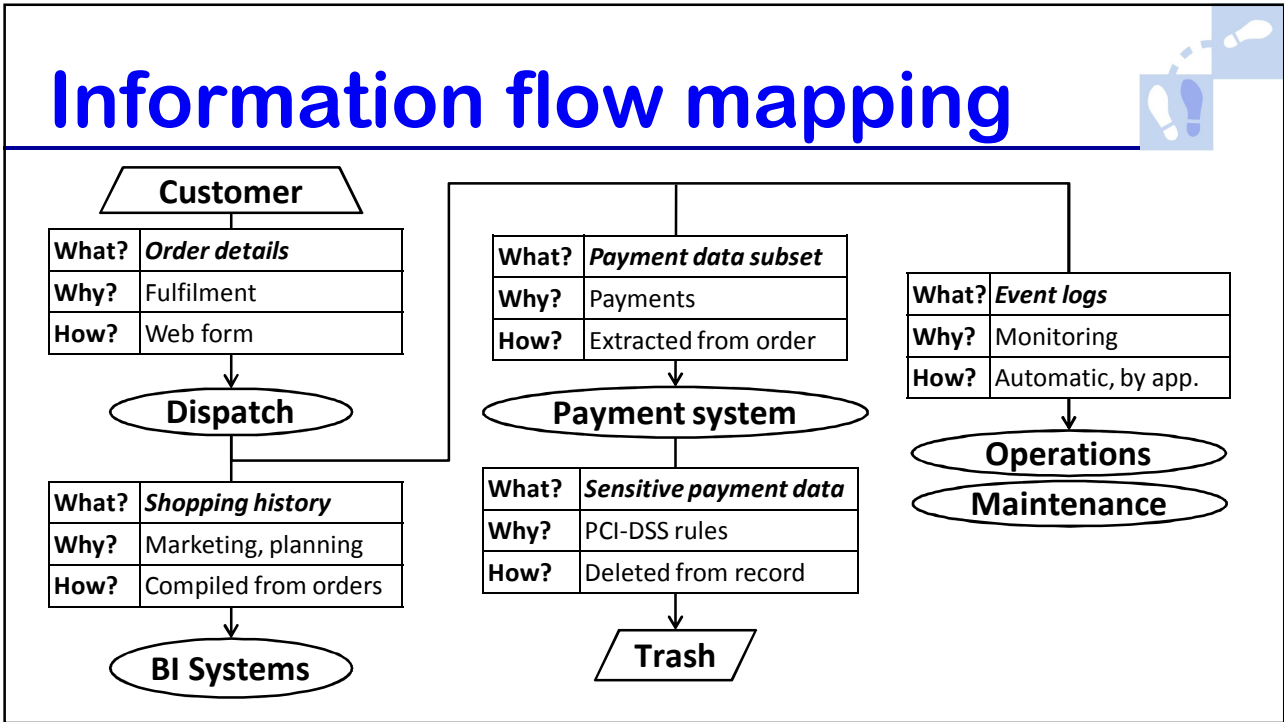 Information flow mapping
Customer
What? Order details
Why? Fulfilment
How? Web form
Dispatch
What? Shopping history
Why? Marketing, planning
How? Compiled from orders
BI Systems
What? Payment data subset
Why? Payments
How? Extracted from order
Payment system
What? Sensitive payment data
Why? PCI-DSS rules
How? Deleted from record
Trash
What? Event logs
Why? Monitoring
How? Automatic, by app.
Operations
Maintenance